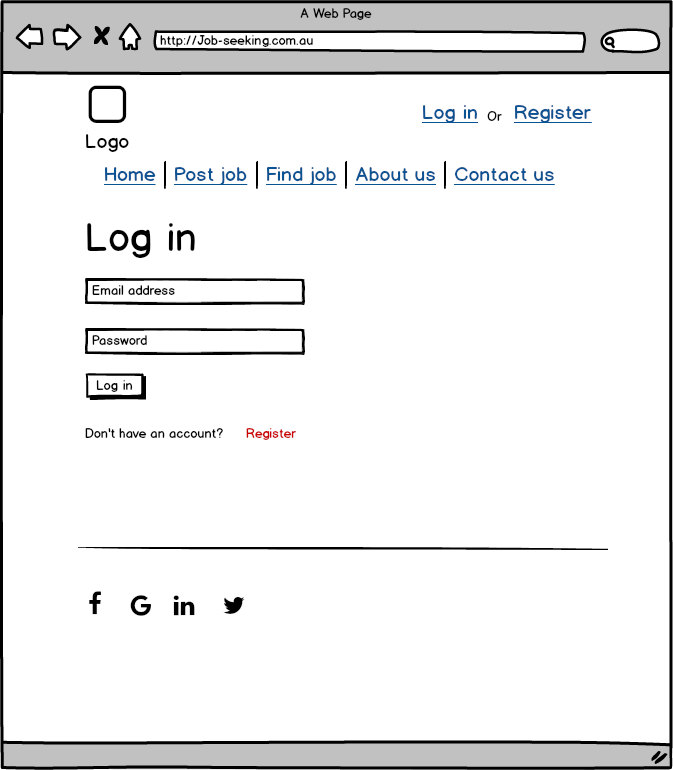 A Web Page
http://Job-seeking.com.au
Log in Or Register
Logo
Home Post job Find job About us Contact us
Log in
Email address
Password
Log in
Don't have an account? Register